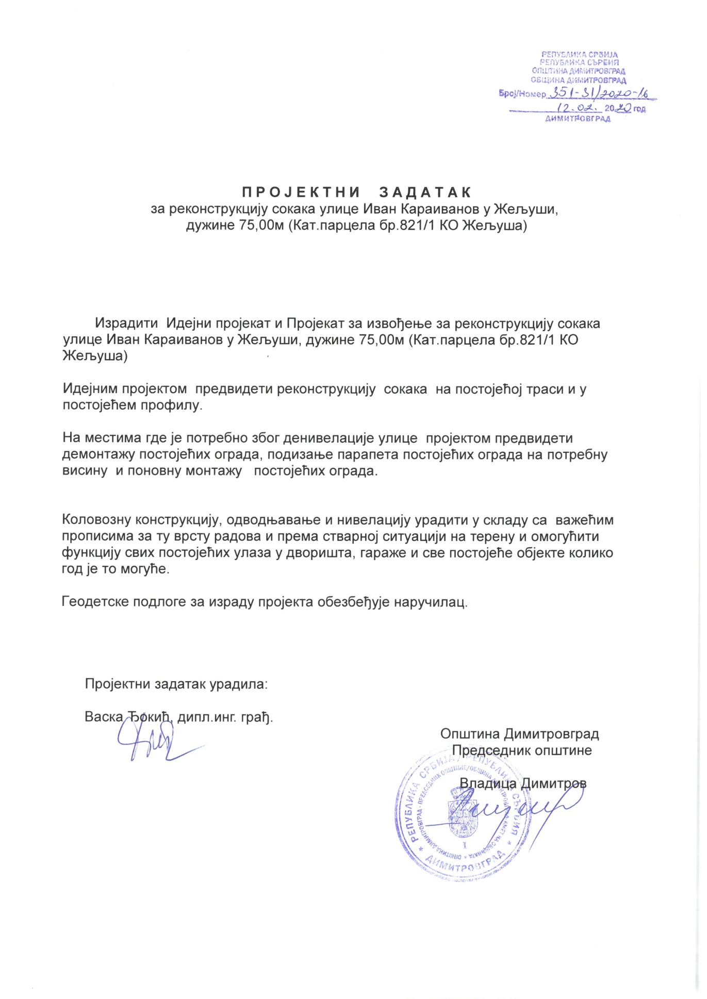 РЕПУБЛИКА СРБИЈА
РЕПУБЛИКА СЪРБИЯ
ОПШТИНА ДИМИТРОВГРАД
ОБЩИНА ДИМИТРОВГРАД
Број/Номер 351-31/2020-16
12.02. 2020 год
ДИМИТРОВГРАД
ПРОЈЕКТНИ ЗАДАТАК
за реконструкцију сокака улице Иван Караиванов у Жељуши,
дужине 75,00м (Кат.парцела бр.821/1 КО Жељуша)
Израдити Идејни пројекат и Пројекат за извођење за реконструкцију сокака
улице Иван Караиванов у Жељуши, дужине 75,00м (Кат.парцела бр.821/1 КО
Жељуша)
Идејним пројектом предвидети реконструкцију сокака на постојећој траси и у
постојећем профилу.
На местима где је потребно због денивелације улице пројектом предвидети
демонтажу постојећих ограда, подизање парапета постојећих ограда на потребну
висину и поновну монтажу постојећих ограда.
Коловозну конструкцију, одводњавање и нивелацију урадити у складу са важећим
прописима за ту врсту радова и према стварној ситуацији на терену и омогућити
функцију свих постојећих улаза у дворишта, гараже и све постојеће објекте колико
год је то могуће.
Геодетске подлоге за израду пројекта обезбеђује наручилац.
Пројектни задатак урадила:
Васка Ђокић, дипл.инг. грађ.
Општина Димитровград
Председник општине
Владица Димитров
РЕПУБЛИКА СРБИЈА / РЕПУБЛИКА СЪРБИЯ
ОПШТИНА ДИМИТРОВГРАД - ПРЕДСЕДНИК ОПШТИНЕ/ОБЩИНА ДИМИТРОВГРАД - КМЕТ НА ОБЩИНАТА
I
ДИМИТРОВГРАД